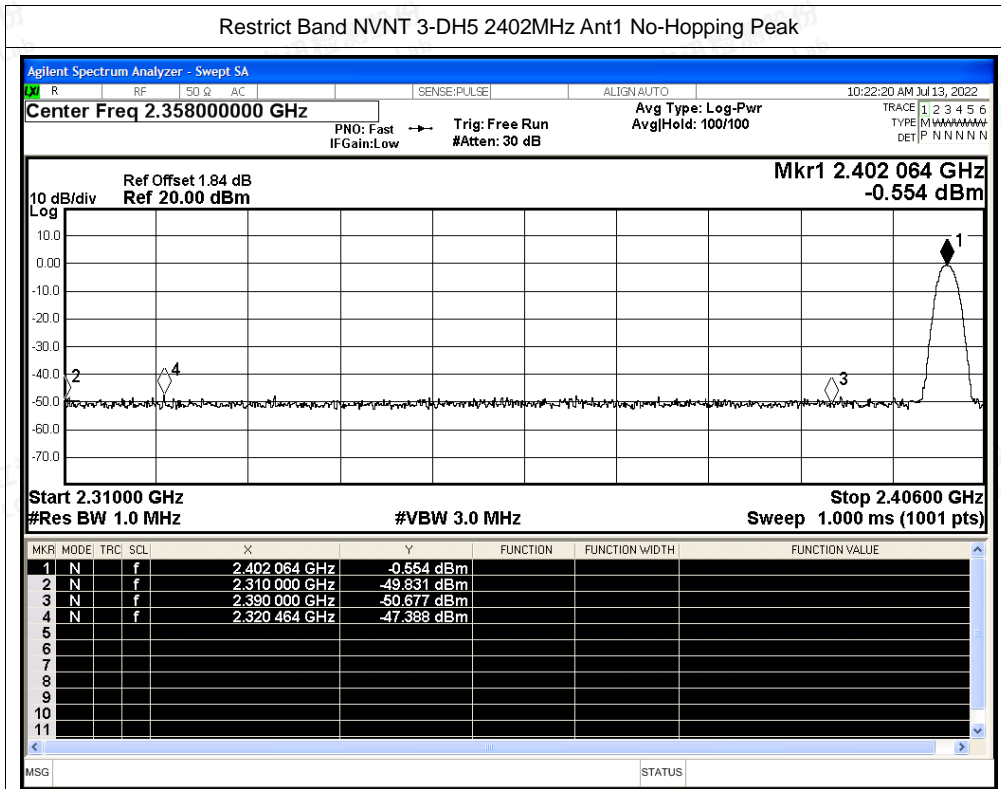 Restrict Band NVNT 3-DH5 2402MHz Ant1 No-Hopping Peak
Agilent Spectrum Analyzer - Swept SA
LXI R RF 50 Ω AC SENSE:PULSE ALIGN AUTO 10:22:20 AM Jul 13, 2022
Center Freq 2.358000000 GHz
PNO: Fast
IFGain:Low
Trig: Free Run
#Atten: 30 dB
Avg Type: Log-Pwr
Avg|Hold: 100/100
TRACE 1 2 3 4 5 6
TYPE M
DET P N N N N N
Ref Offset 1.84 dB
Ref 20.00 dBm
10 dB/div
Log
Mkr1 2.402 064 GHz
-0.554 dBm
10.0
0.00
-10.0
-20.0
-30.0
-40.0
-50.0
-60.0
-70.0
1
2
4
3
Start 2.31000 GHz Stop 2.40600 GHz
#Res BW 1.0 MHz #VBW 3.0 MHz Sweep 1.000 ms (1001 pts)
MKR MODE TRC SCL X Y FUNCTION FUNCTION WIDTH FUNCTION VALUE
1 N f 2.402 064 GHz -0.554 dBm
2 N f 2.310 000 GHz -49.831 dBm
3 N f 2.390 000 GHz -50.677 dBm
4 N f 2.320 464 GHz -47.388 dBm
5
6
7
8
9
10
11
MSG STATUS